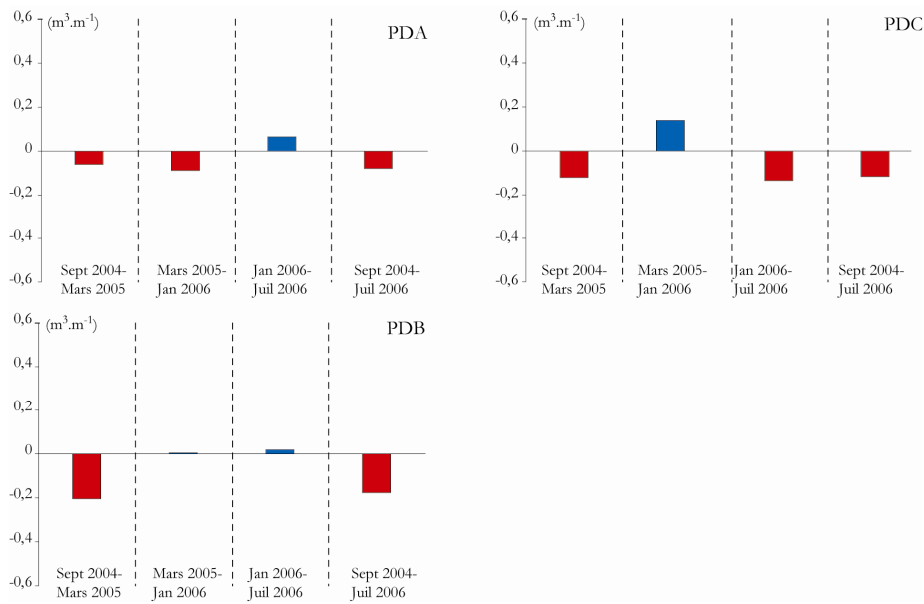 0,6
(m³.m⁻¹)
PDA
0,4
0,2
0
-0,2
-0,4
-0,6
Sept 2004-
Mars 2005
Mars 2005-
Jan 2006
Jan 2006-
Juil 2006
Sept 2004-
Juil 2006
0,6
(m³.m⁻¹)
PDC
0,4
0,2
0
-0,2
-0,4
-0,6
Sept 2004-
Mars 2005
Mars 2005-
Jan 2006
Jan 2006-
Juil 2006
Sept 2004-
Juil 2006
0,6
(m³.m⁻¹)
PDB
0,4
0,2
0
-0,2
-0,4
-0,6
Sept 2004-
Mars 2005
Mars 2005-
Jan 2006
Jan 2006-
Juil 2006
Sept 2004-
Juil 2006